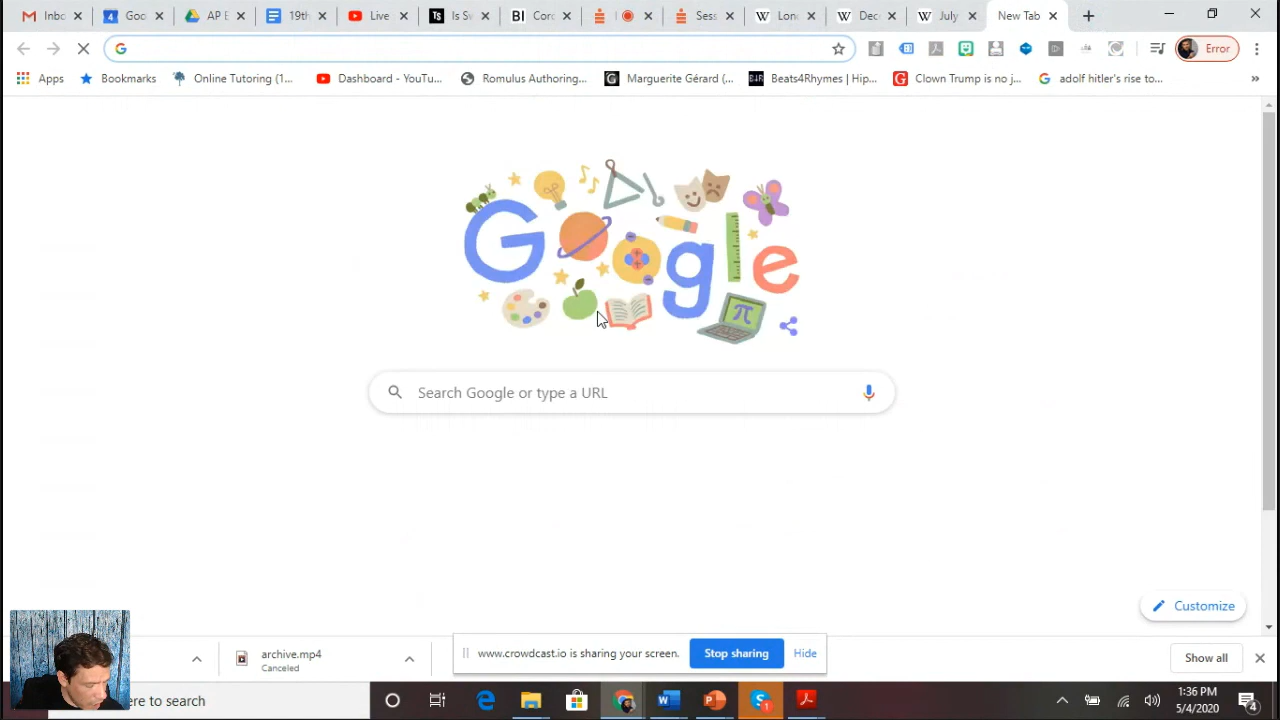 Inbo
Goo
AP E
19th
Live
Is Se
Com
Sess
Lon
Dec
July
New Tab
Error
Apps
Bookmarks
Online Tutoring (1...
Dashboard - YouTu...
Romulus Authoring...
Marguerite Gérard (...
Beats4Rhymes | Hip...
Clown Trump is no j...
adolf hitler's rise to...
»
Google
Search Google or type a URL
Customize
archive.mp4
Canceled
www.crowdcast.io is sharing your screen.
Stop sharing
Hide
Show all
ere to search
1:36 PM
5/4/2020